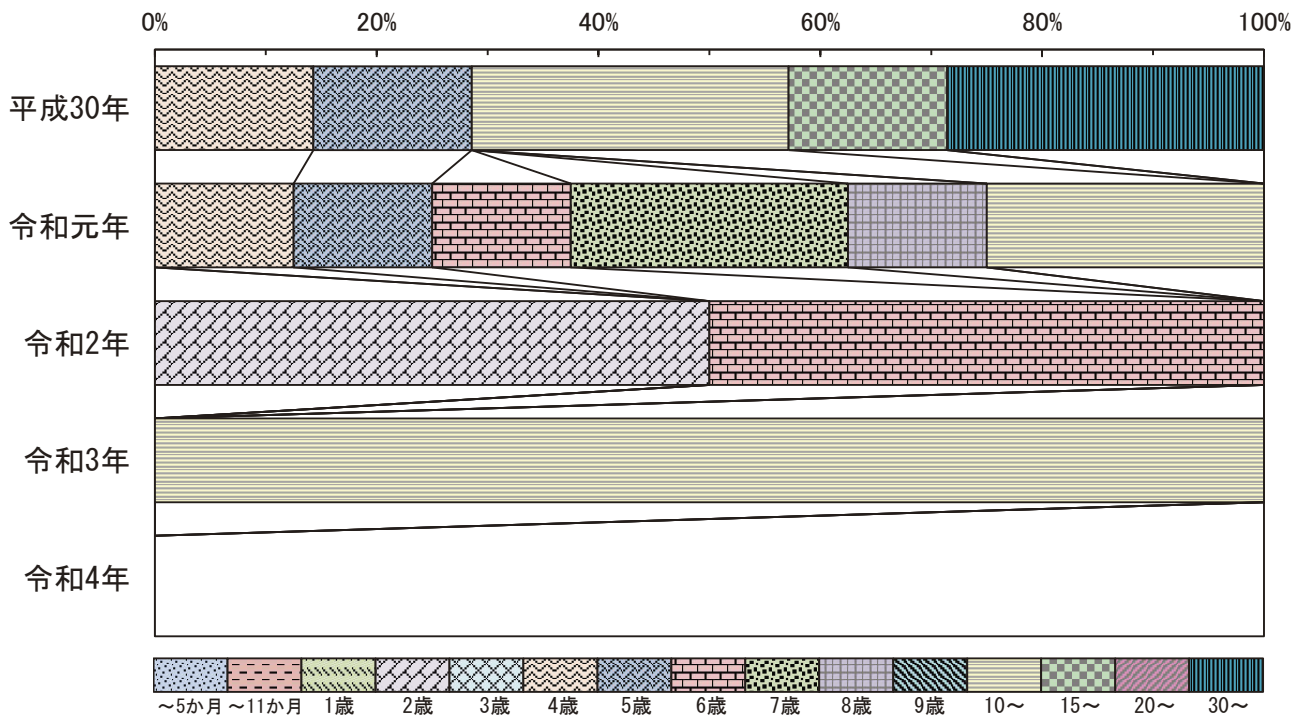 0% 20% 40% 60% 80% 100%
平成30年
令和元年
令和2年
令和3年
令和4年
～5か月 ～11か月 1歳 2歳 3歳 4歳 5歳 6歳 7歳 8歳 9歳 10～ 15～ 20～ 30～